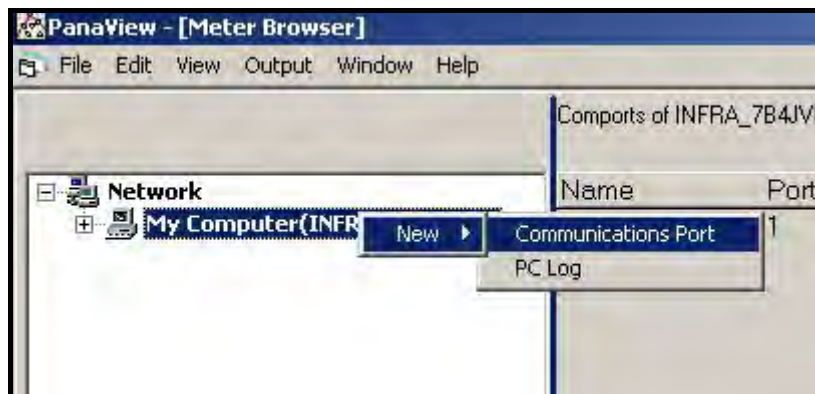 PanaView - [Meter Browser]
File Edit View Output Window Help
Comports of INFRA_7B4JV
Network
Name Port
My Computer(INFR
New Communications Port 1
PC Log